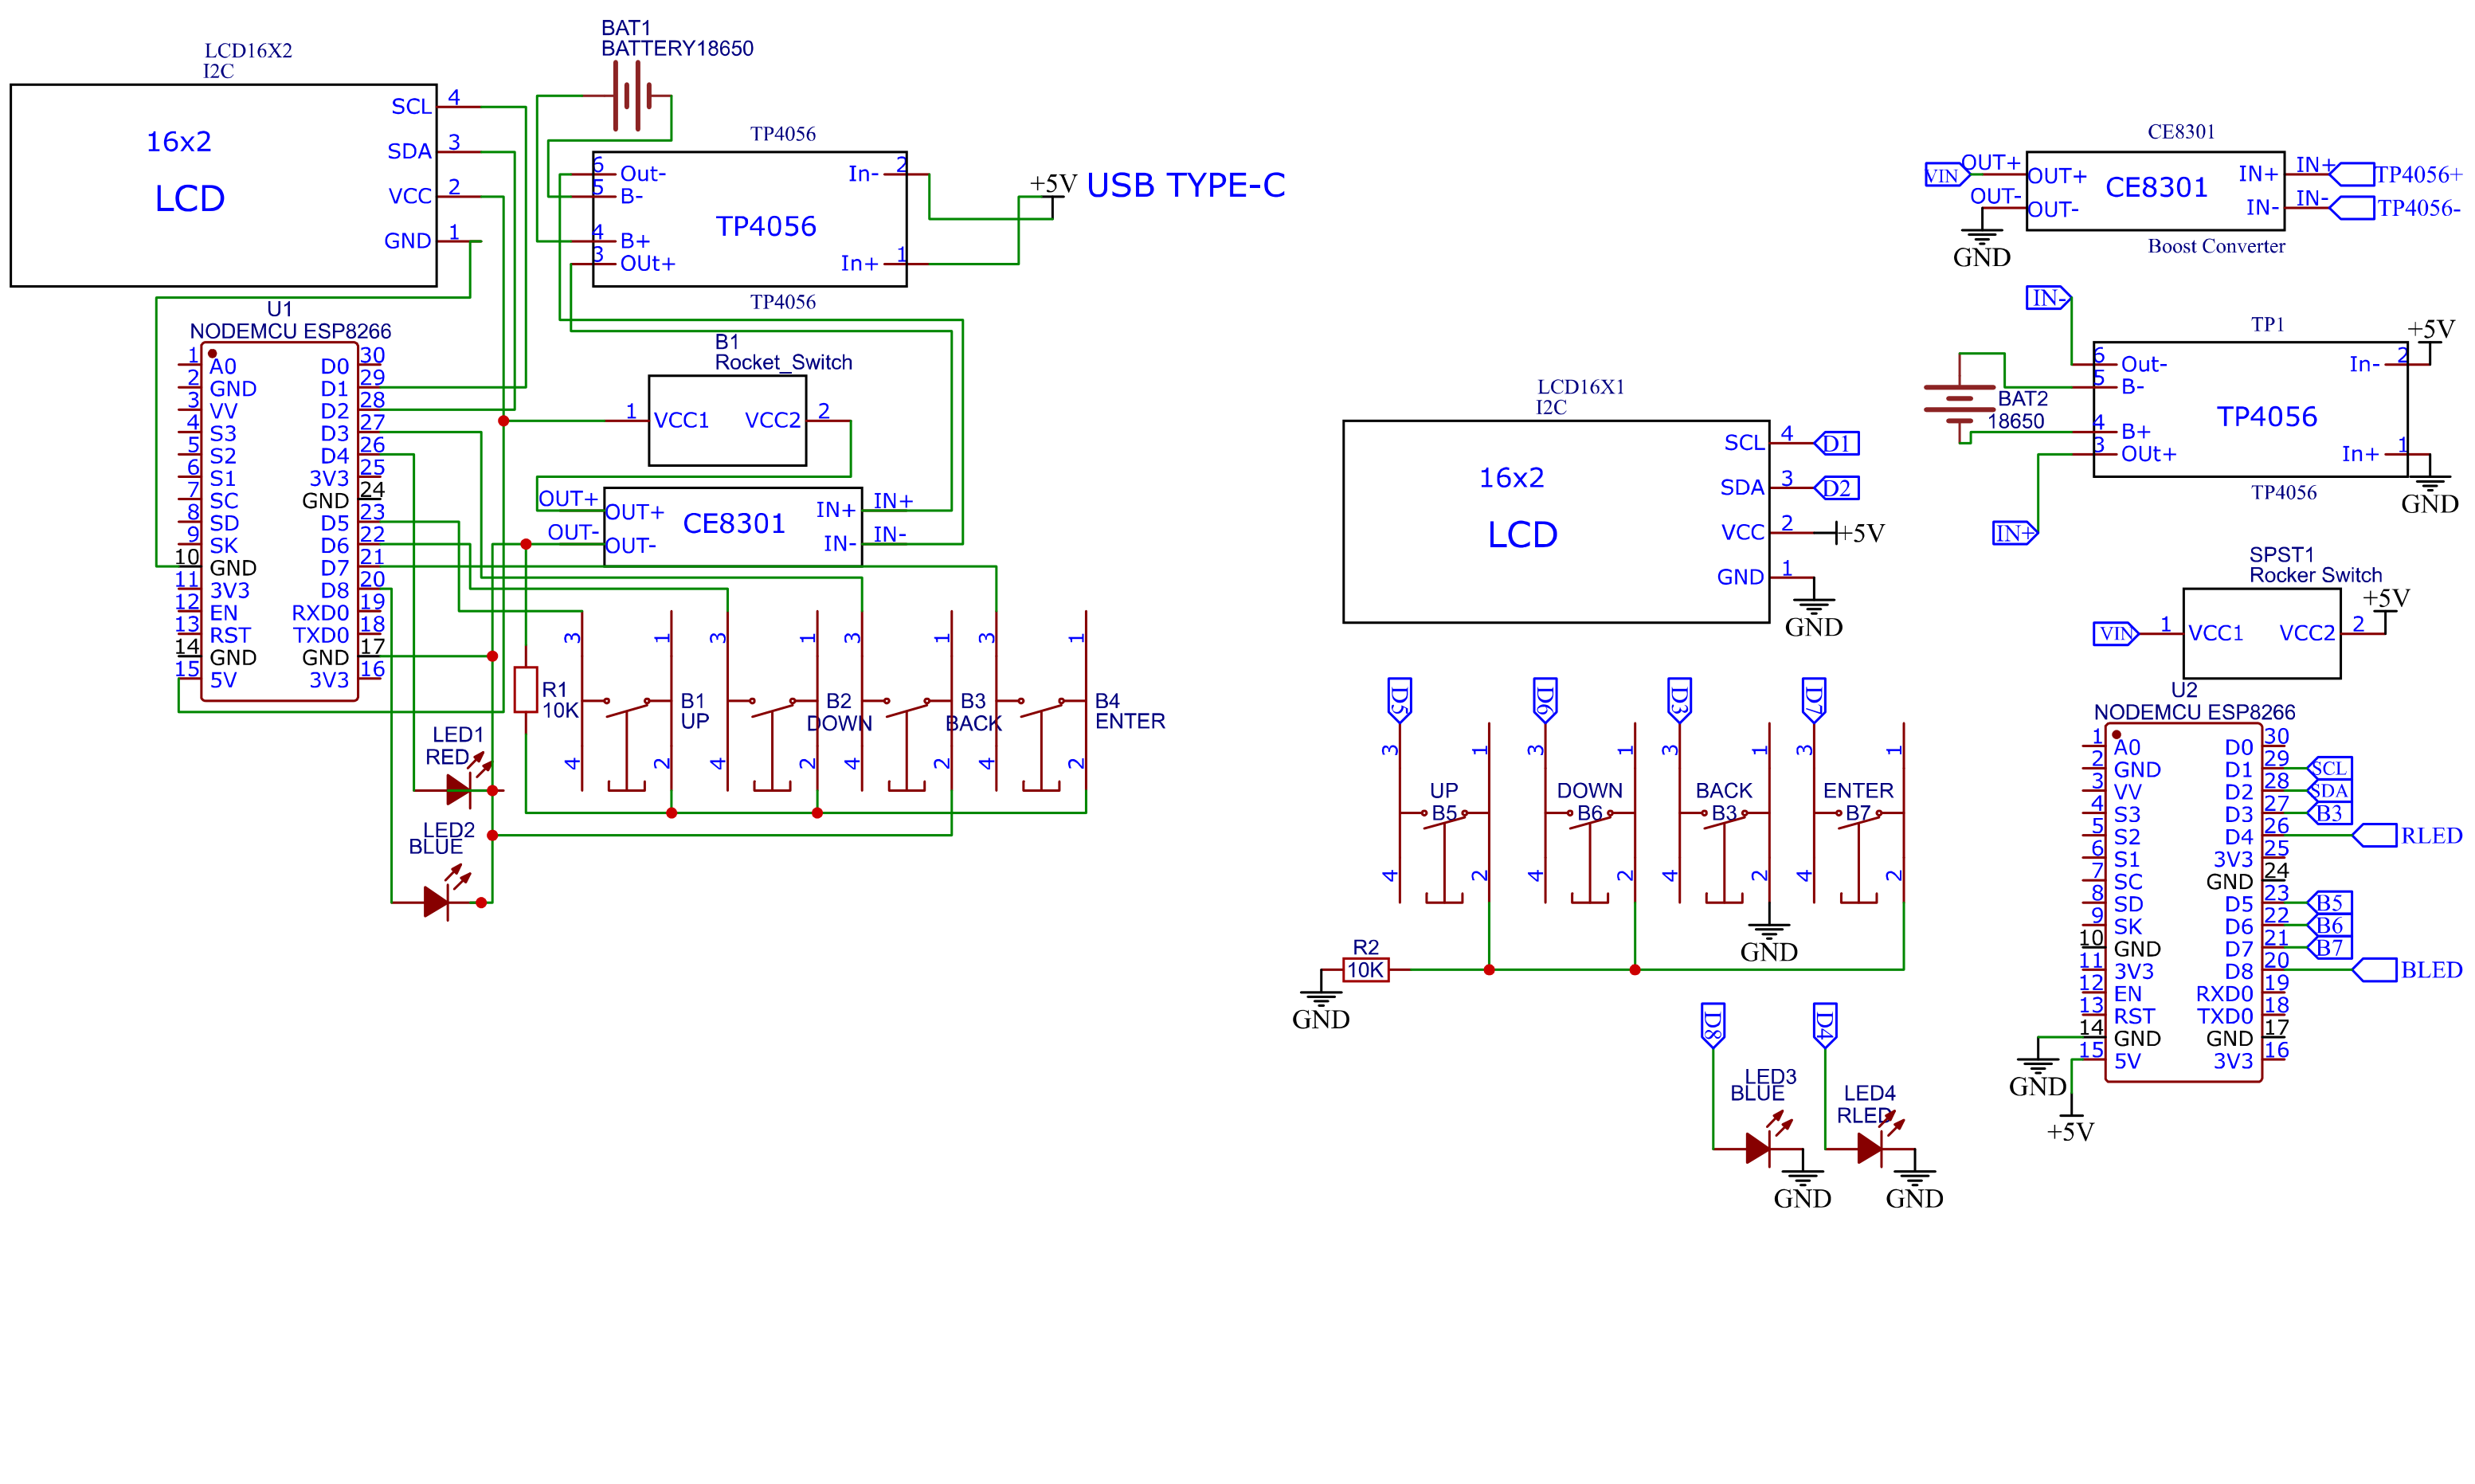 LCD16X2
I2C
16x2
LCD
SCL 4
SDA 3
VCC 2
GND 1
BAT1
BATTERY18650
TP4056
6 Out-
5 B-
4 B+
3 OUt+
In- 2
In+ 1
TP4056
TP4056
+5V
USB TYPE-C
U1
NODEMCU ESP8266
1 A0 D0 30
2 GND D1 29
3 VV D2 28
4 S3 D3 27
5 S2 D4 26
6 S1 3V3 25
7 SC GND 24
8 SD D5 23
9 SK D6 22
10 GND D7 21
11 3V3 D8 20
12 EN RXD0 19
13 RST TXD0 18
14 GND GND 17
15 5V 3V3 16
B1
Rocket_Switch
1 VCC1 VCC2 2
OUT+ OUT+ CE8301 IN+ IN+
OUT- OUT- IN- IN-
R1
10K
3 1 3 1 3 1 3 1
B1
UP
B2
DOWN
B3
BACK
B4
ENTER
4 2 4 2 4 2 4 2
LED1
RED
LED2
BLUE
LCD16X1
I2C
16x2
LCD
SCL 4 D1
SDA 3 D2
VCC 2 +5V
GND 1
GND
D5 D6 D3 D7
3 1 3 1 3 1 3 1
UP
B5
DOWN
B6
BACK
B3
ENTER
B7
4 2 4 2 4 2 4 2
GND
R2
10K
GND
D8 D4
LED3
BLUE
LED4
RLED
GND GND
CE8301
VIN OUT+ OUT+ CE8301 IN+ IN+ TP4056+
OUT- OUT- IN- IN- TP4056-
GND
Boost Converter
IN-
TP1
+5V
6 Out- In- 2
5 B-
TP4056
4 B+
3 OUt+ In+ 1
BAT2
18650
IN+
TP4056
GND
SPST1
Rocker Switch
+5V
VIN 1 VCC1 VCC2 2
U2
NODEMCU ESP8266
1 A0 D0 30
2 GND D1 29 SCL
3 VV D2 28 SDA
4 S3 D3 27 B3
5 S2 D4 26 RLED
6 S1 3V3 25
7 SC GND 24
8 SD D5 23 B5
9 SK D6 22 B6
10 GND D7 21 B7
11 3V3 D8 20 BLED
12 EN RXD0 19
13 RST TXD0 18
14 GND GND 17
15 5V 3V3 16
GND
+5V